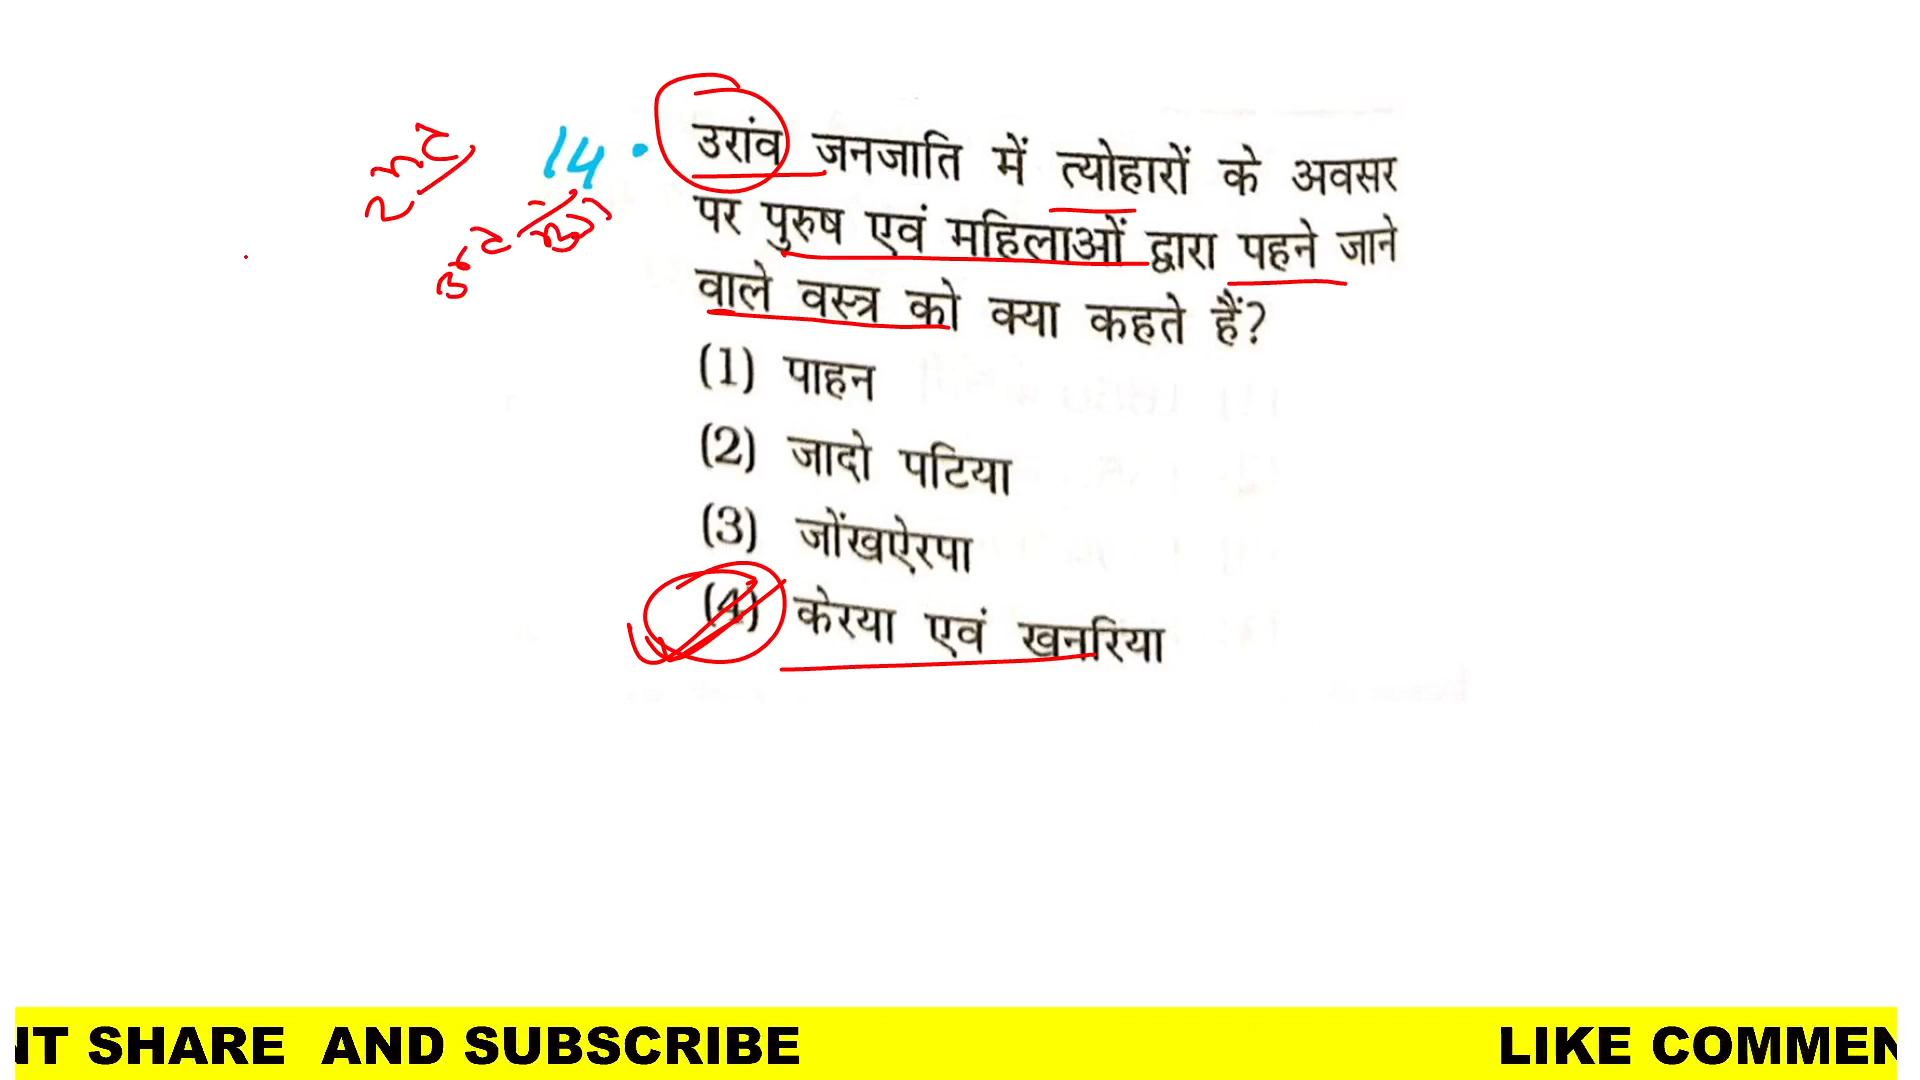 14. उरांव जनजाति में त्योहारों के अवसर
पर पुरुष एवं महिलाओं द्वारा पहने जाने
वाले वस्त्र को क्या कहते हैं?
(1) पाहन
(2) जादो पटिया
(3) जोंखऐरपा
(4) केरया एवं खनरिया
NT SHARE AND SUBSCRIBE LIKE COMMEN